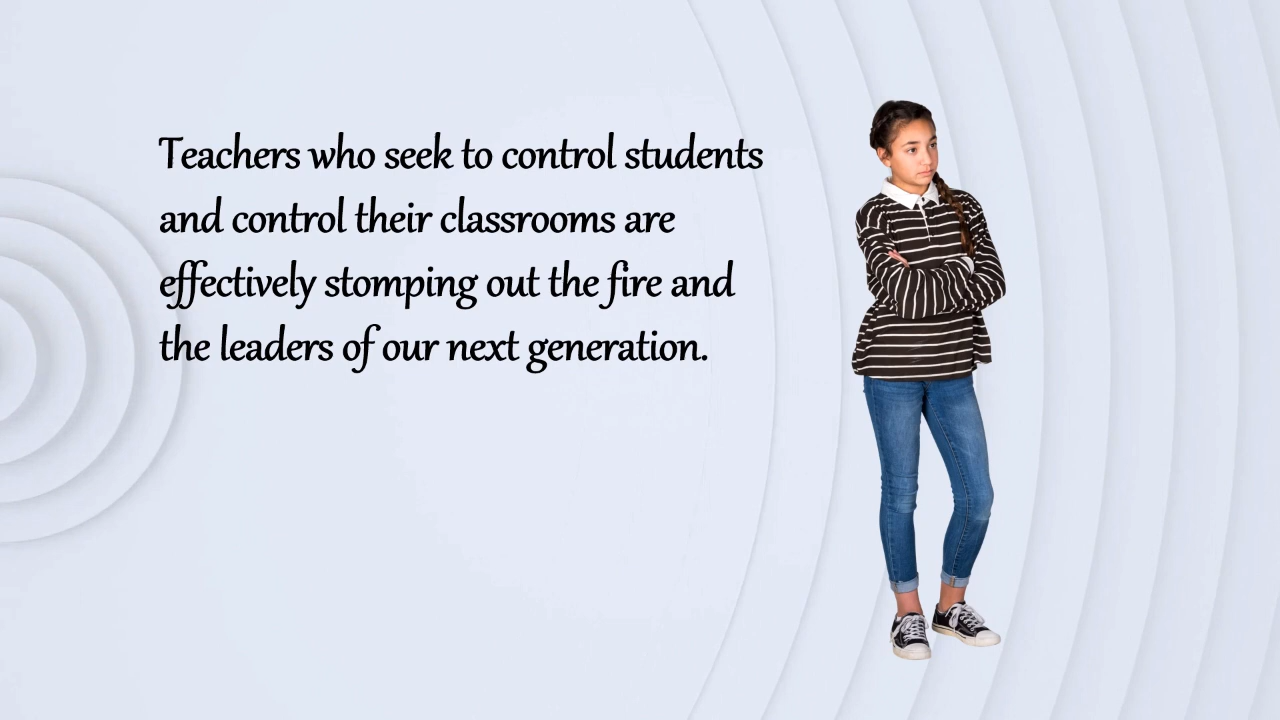 Teachers who seek to control students
and control their classrooms are
effectively stomping out the fire and
the leaders of our next generation.